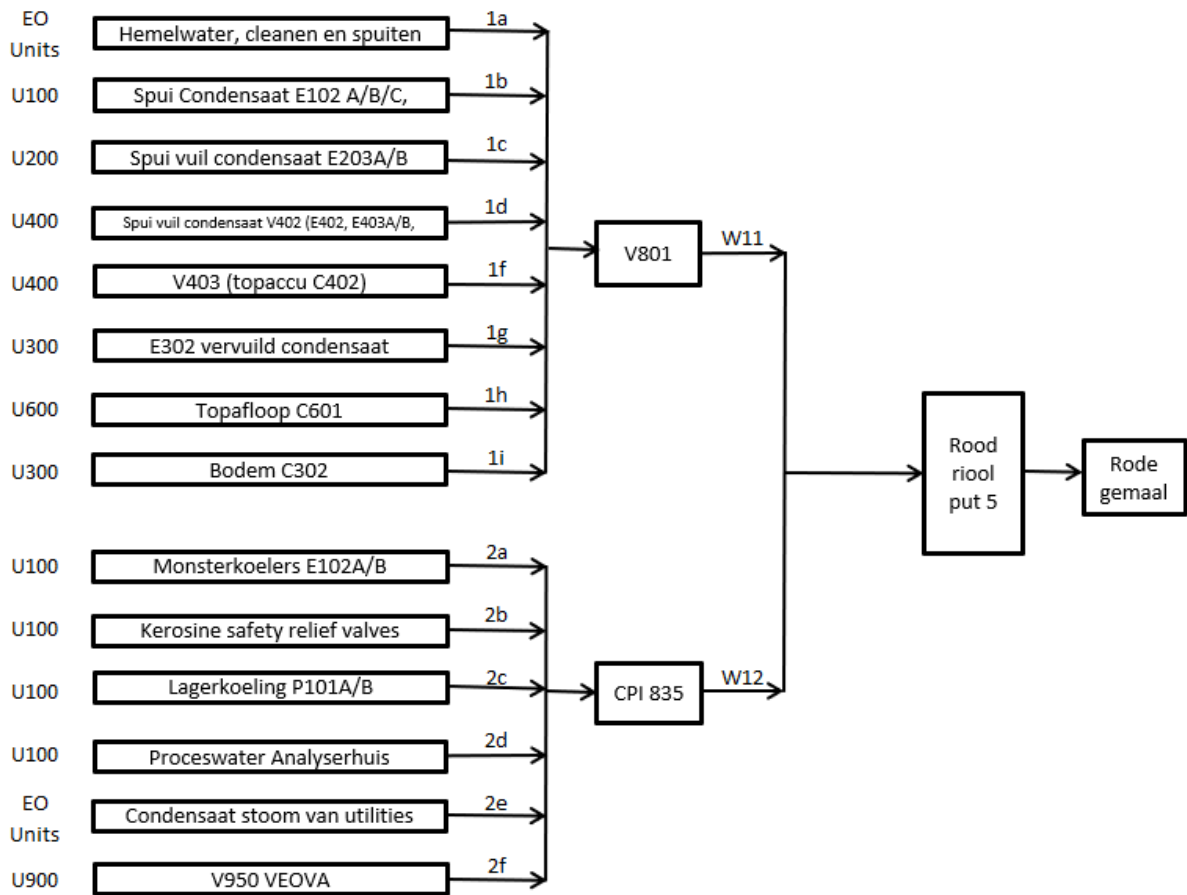 EO
Units
Hemelwater, cleanen en spuiten
1a
U100
Spui Condensaat E102 A/B/C,
1b
U200
Spui vuil condensaat E203A/B
1c
U400
Spui vuil condensaat V402 (E402, E403A/B,
1d
U400
V403 (topaccu C402)
1f
U300
E302 vervuild condensaat
1g
U600
Topafloop C601
1h
U300
Bodem C302
1i
V801
W11
U100
Monsterkoelers E102A/B
2a
U100
Kerosine safety relief valves
2b
U100
Lagerkoeling P101A/B
2c
U100
Proceswater Analyserhuis
2d
EO
Units
Condensaat stoom van utilities
2e
U900
V950 VEOVA
2f
CPI 835
W12
Rood
riool
put 5
Rode
gemaal